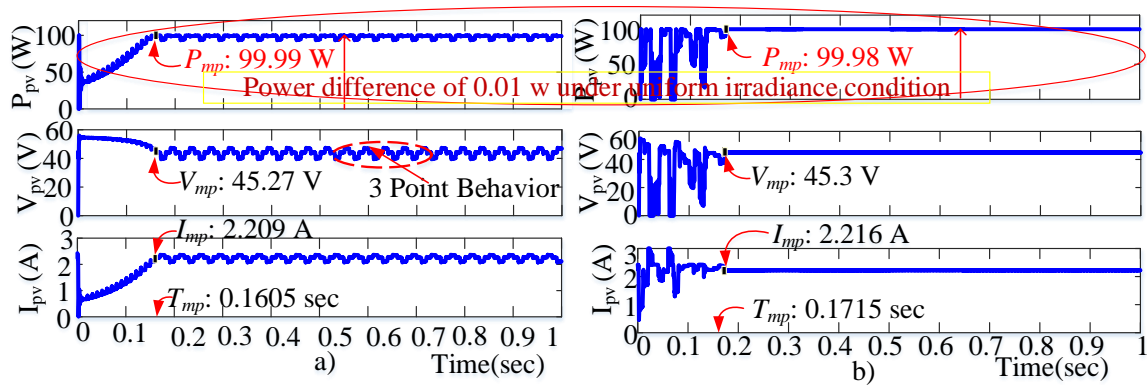 P_pv (W)
100
50
0
P_mp: 99.99 W
V_pv (V)
60
40
20
0
V_mp: 45.27 V
3 Point Behavior
I_pv (A)
3
2
1
0
I_mp: 2.209 A
T_mp: 0.1605 sec
0 0.1 0.2 0.3 0.4 0.5 0.6 0.7 0.8 0.9 1
a)
Time(sec)
Power difference of 0.01 w under uniform irradiance condition
P_pv (W)
100
50
0
P_mp: 99.98 W
V_pv (V)
60
40
20
0
V_mp: 45.3 V
I_pv (A)
3
2
1
0
I_mp: 2.216 A
T_mp: 0.1715 sec
0 0.1 0.2 0.3 0.4 0.5 0.6 0.7 0.8 0.9 1
b)
Time(sec)